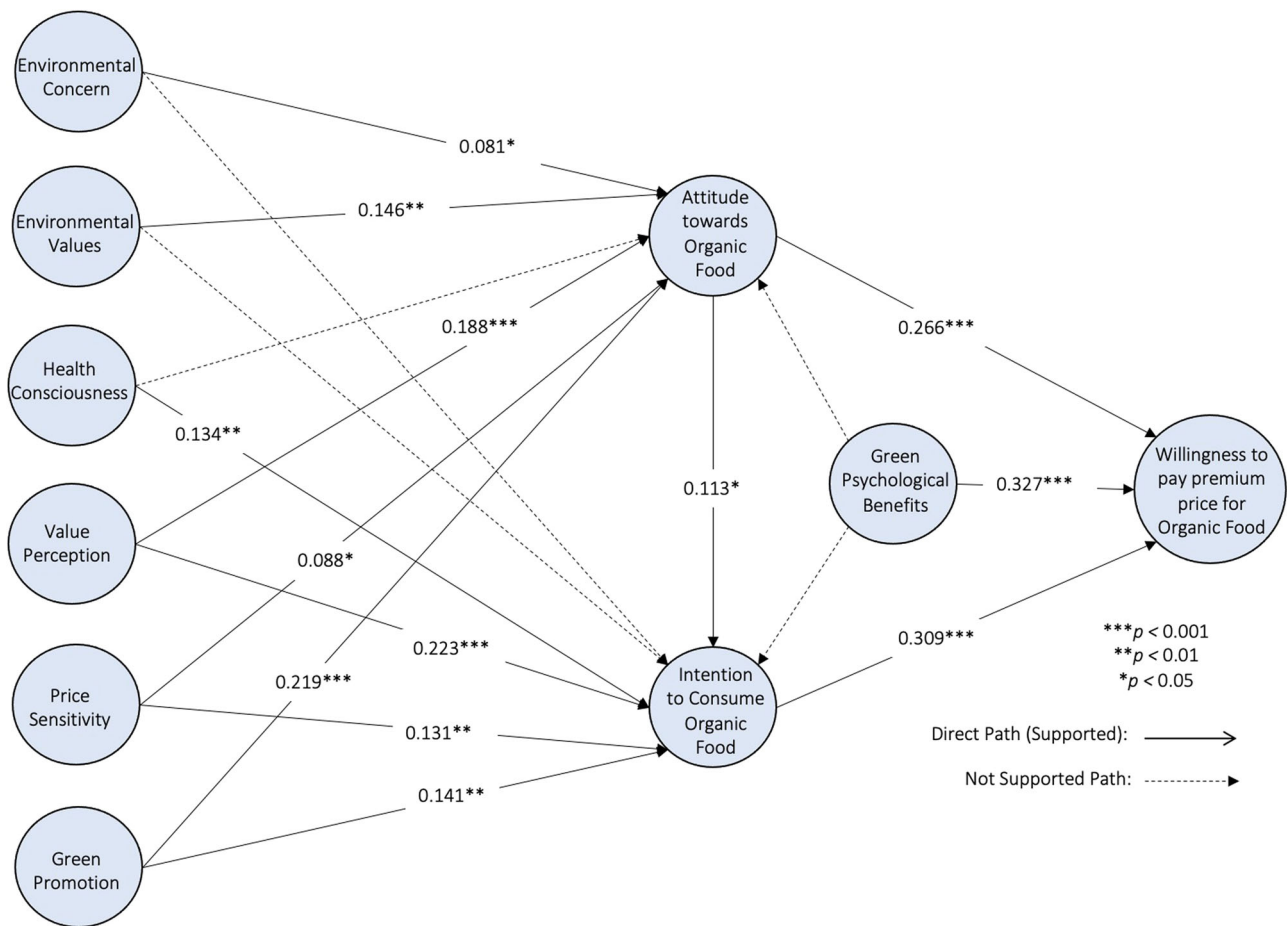 Environmental
Concern
0.081*
Environmental
Values
0.146**
Attitude
towards
Organic
Food
Health
Consciousness
0.188***
0.266***
0.134**
Value
Perception
0.113*
Green
Psychological
Benefits
0.327***
Willingness to
pay premium
price for
Organic Food
0.088*
0.223***
0.309***
Price
Sensitivity
0.219***
0.131**
Intention
to Consume
Organic
Food
0.141**
Green
Promotion
***p < 0.001
**p < 0.01
*p < 0.05
Direct Path (Supported):
Not Supported Path: